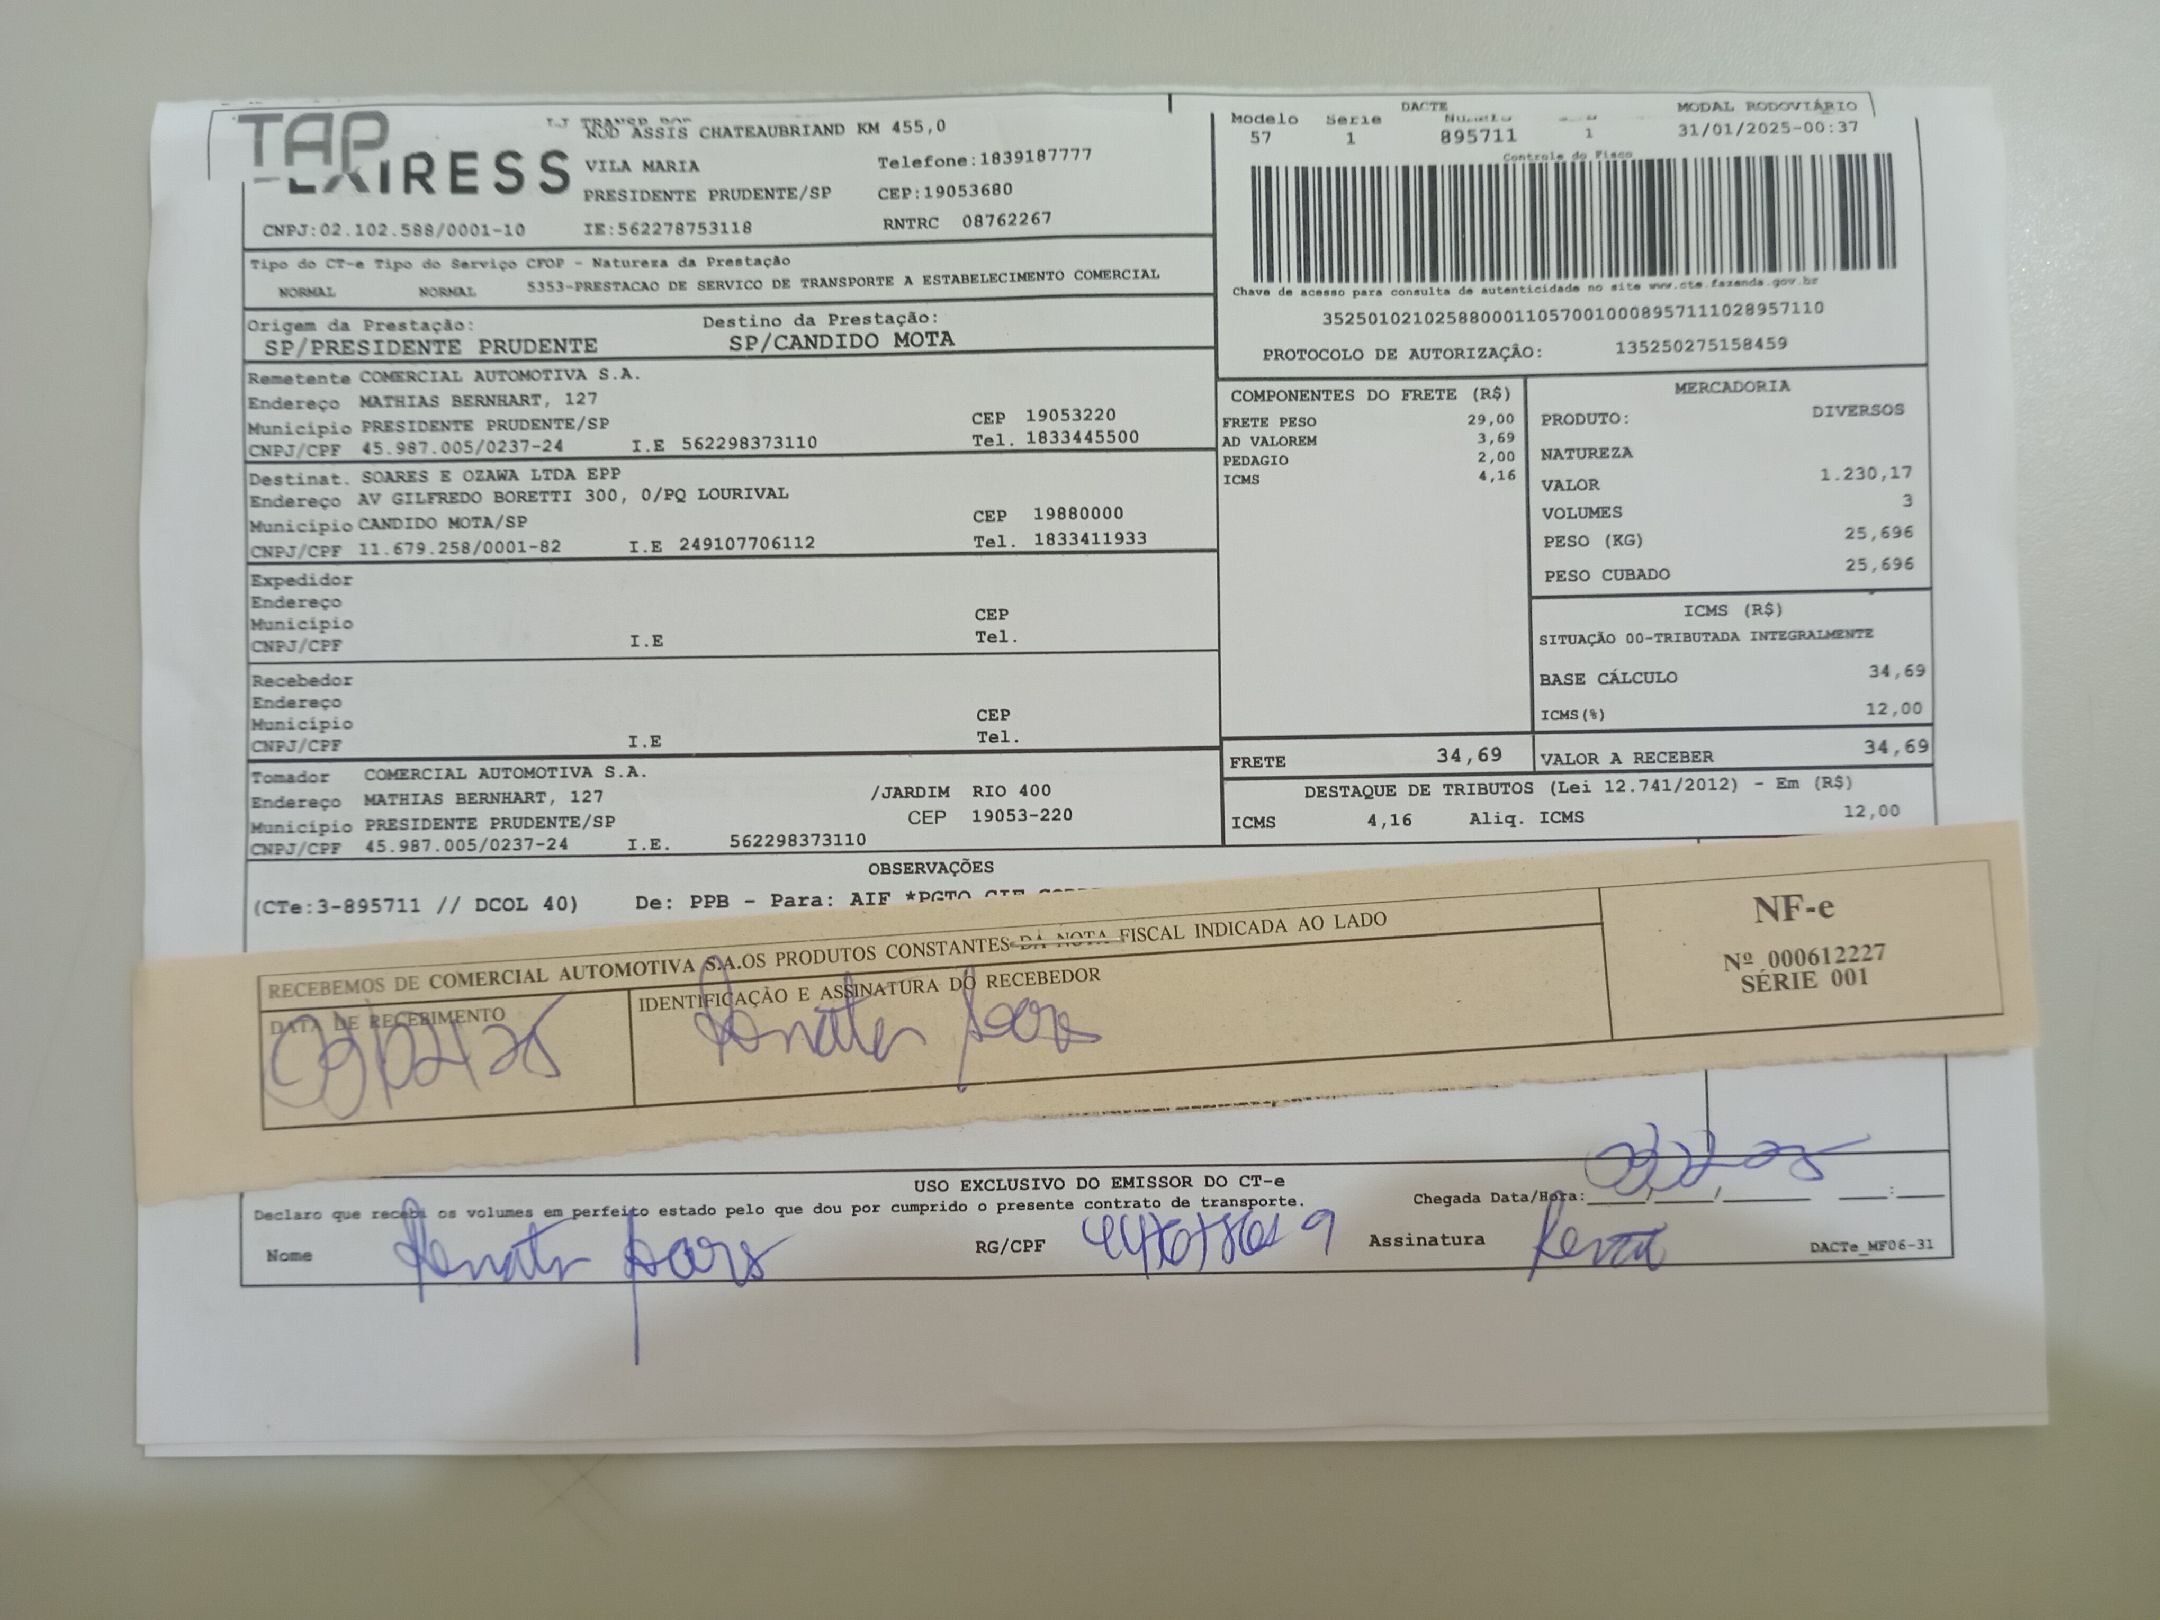 TAP
EXPRESS
ROD ASSIS CHATEAUBRIAND KM 455,0
VILA MARIA Telefone:1839187777
PRESIDENTE PRUDENTE/SP CEP:19053680
CNPJ:02.102.588/0001-10 IE:562278753118 RNTRC 08762267
DACTE MODAL RODOVIÁRIO
Modelo Serie Número
57 1 895711 1 31/01/2025-00:37
Controle do Fisco
Chave de acesso para consulta de autenticidade no site www.cte.fazenda.gov.br
35250102102588000110570010008957111028957110
PROTOCOLO DE AUTORIZAÇÃO: 135250275158459
Tipo do CT-e Tipo do Serviço CFOP - Natureza da Prestação
NORMAL NORMAL 5353-PRESTACAO DE SERVICO DE TRANSPORTE A ESTABELECIMENTO COMERCIAL
Origem da Prestação: Destino da Prestação:
SP/PRESIDENTE PRUDENTE SP/CANDIDO MOTA
Remetente COMERCIAL AUTOMOTIVA S.A.
Endereço MATHIAS BERNHART, 127
Município PRESIDENTE PRUDENTE/SP CEP 19053220
CNPJ/CPF 45.987.005/0237-24 I.E 562298373110 Tel. 1833445500
Destinat. SOARES E OZAWA LTDA EPP
Endereço AV GILFREDO BORETTI 300, 0/PQ LOURIVAL
Município CANDIDO MOTA/SP CEP 19880000
CNPJ/CPF 11.679.258/0001-82 I.E 249107706112 Tel. 1833411933
Expedidor
Endereço
Município CEP
CNPJ/CPF I.E Tel.
Recebedor
Endereço
Município CEP
CNPJ/CPF I.E Tel.
Tomador COMERCIAL AUTOMOTIVA S.A.
Endereço MATHIAS BERNHART, 127 /JARDIM RIO 400
Município PRESIDENTE PRUDENTE/SP CEP 19053-220
CNPJ/CPF 45.987.005/0237-24 I.E. 562298373110
COMPONENTES DO FRETE (R$)
FRETE PESO 29,00
AD VALOREM 3,69
PEDAGIO 2,00
ICMS 4,16
FRETE 34,69
MERCADORIA
PRODUTO: DIVERSOS
NATUREZA
VALOR 1.230,17
VOLUMES 3
PESO (KG) 25,696
PESO CUBADO 25,696
ICMS (R$)
SITUAÇÃO 00-TRIBUTADA INTEGRALMENTE
BASE CÁLCULO 34,69
ICMS(%) 12,00
VALOR A RECEBER 34,69
DESTAQUE DE TRIBUTOS (Lei 12.741/2012) - Em (R$)
ICMS 4,16 Aliq. ICMS 12,00
OBSERVAÇÕES
(CTe:3-895711 // DCOL 40) De: PPB - Para: AIF *PGTO CIF
RECEBEMOS DE COMERCIAL AUTOMOTIVA S.A.OS PRODUTOS CONSTANTES DA NOTA FISCAL INDICADA AO LADO
DATA DE RECEBIMENTO
IDENTIFICAÇÃO E ASSINATURA DO RECEBEDOR
NF-e
Nº 000612227
SÉRIE 001
USO EXCLUSIVO DO EMISSOR DO CT-e
Declaro que recebi os volumes em perfeito estado pelo que dou por cumprido o presente contrato de transporte. Chegada Data/Hora: ____/____/____ ___:___
Nome RG/CPF Assinatura DACTe_MF06-31